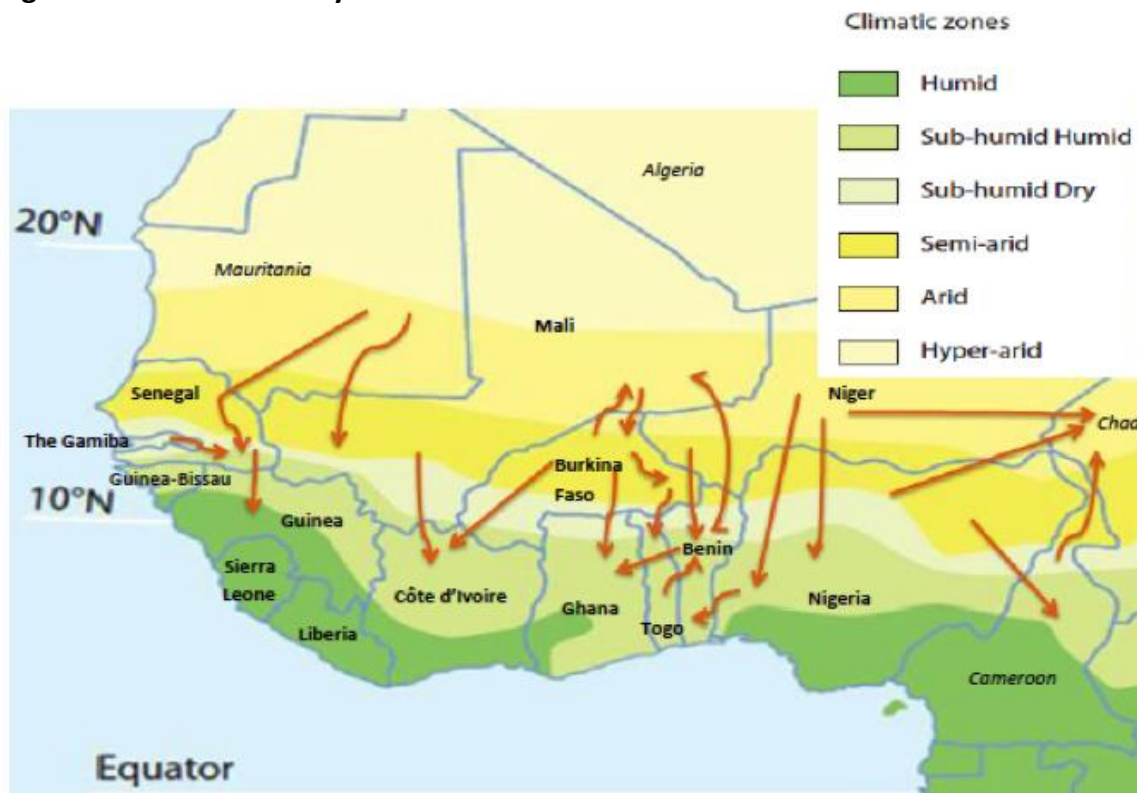 Climatic zones
Humid
Sub-humid Humid
Sub-humid Dry
Semi-arid
Arid
Hyper-arid
Algeria
20°N
Mauritania
Mali
Senegal
Niger
The Gamiba
Chad
Burkina
Faso
Guinea-Bissau
10°N
Guinea
Benin
Sierra
Leone
Côte d'Ivoire
Ghana
Nigeria
Liberia
Togo
Cameroon
Equator